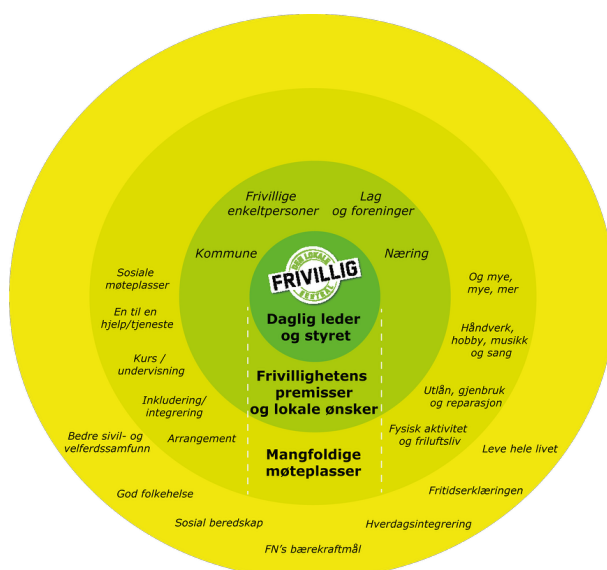 Frivillige
enkeltpersoner
Lag
og foreninger
Kommune
Næring
DEN LOKALE
FRIVILLIG
SENTRAL
Daglig leder
og styret
Frivillighetens
premisser
og lokale ønsker
Mangfoldige
møteplasser
Sosiale
møteplasser
En til en
hjelp/tjeneste
Kurs /
undervisning
Inkludering/
integrering
Arrangement
Og mye,
mye, mer
Håndverk,
hobby, musikk
og sang
Utlån, gjenbruk
og reparasjon
Fysisk aktivitet
og friluftsliv
Bedre sivil- og
velferdssamfunn
God folkehelse
Sosial beredskap
FN's bærekraftmål
Hverdagsintegrering
Fritidserklæringen
Leve hele livet